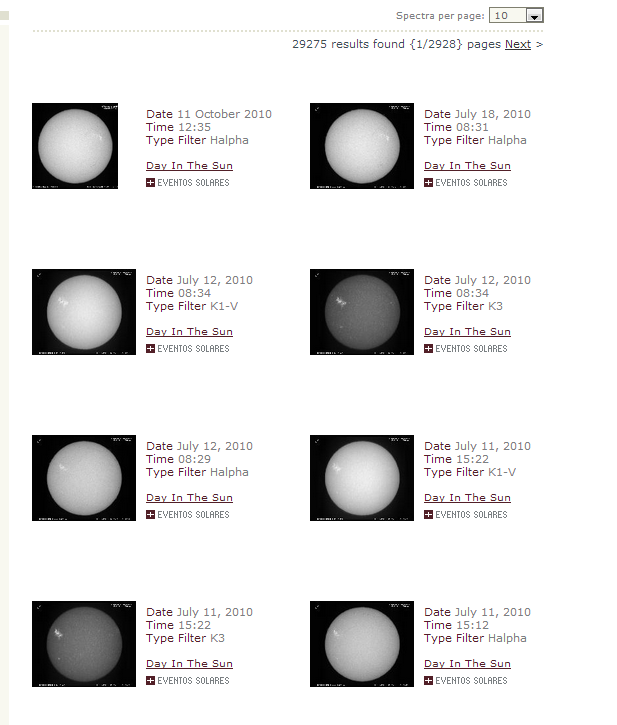 Spectra per page: 10
29275 results found {1/2928} pages Next >
Date 11 October 2010
Time 12:35
Type Filter Halpha
Day In The Sun
EVENTOS SOLARES
Date July 18, 2010
Time 08:31
Type Filter Halpha
Day In The Sun
EVENTOS SOLARES
Date July 12, 2010
Time 08:34
Type Filter K1-V
Day In The Sun
EVENTOS SOLARES
Date July 12, 2010
Time 08:34
Type Filter K3
Day In The Sun
EVENTOS SOLARES
Date July 12, 2010
Time 08:29
Type Filter Halpha
Day In The Sun
EVENTOS SOLARES
Date July 11, 2010
Time 15:22
Type Filter K1-V
Day In The Sun
EVENTOS SOLARES
Date July 11, 2010
Time 15:22
Type Filter K3
Day In The Sun
EVENTOS SOLARES
Date July 11, 2010
Time 15:12
Type Filter Halpha
Day In The Sun
EVENTOS SOLARES